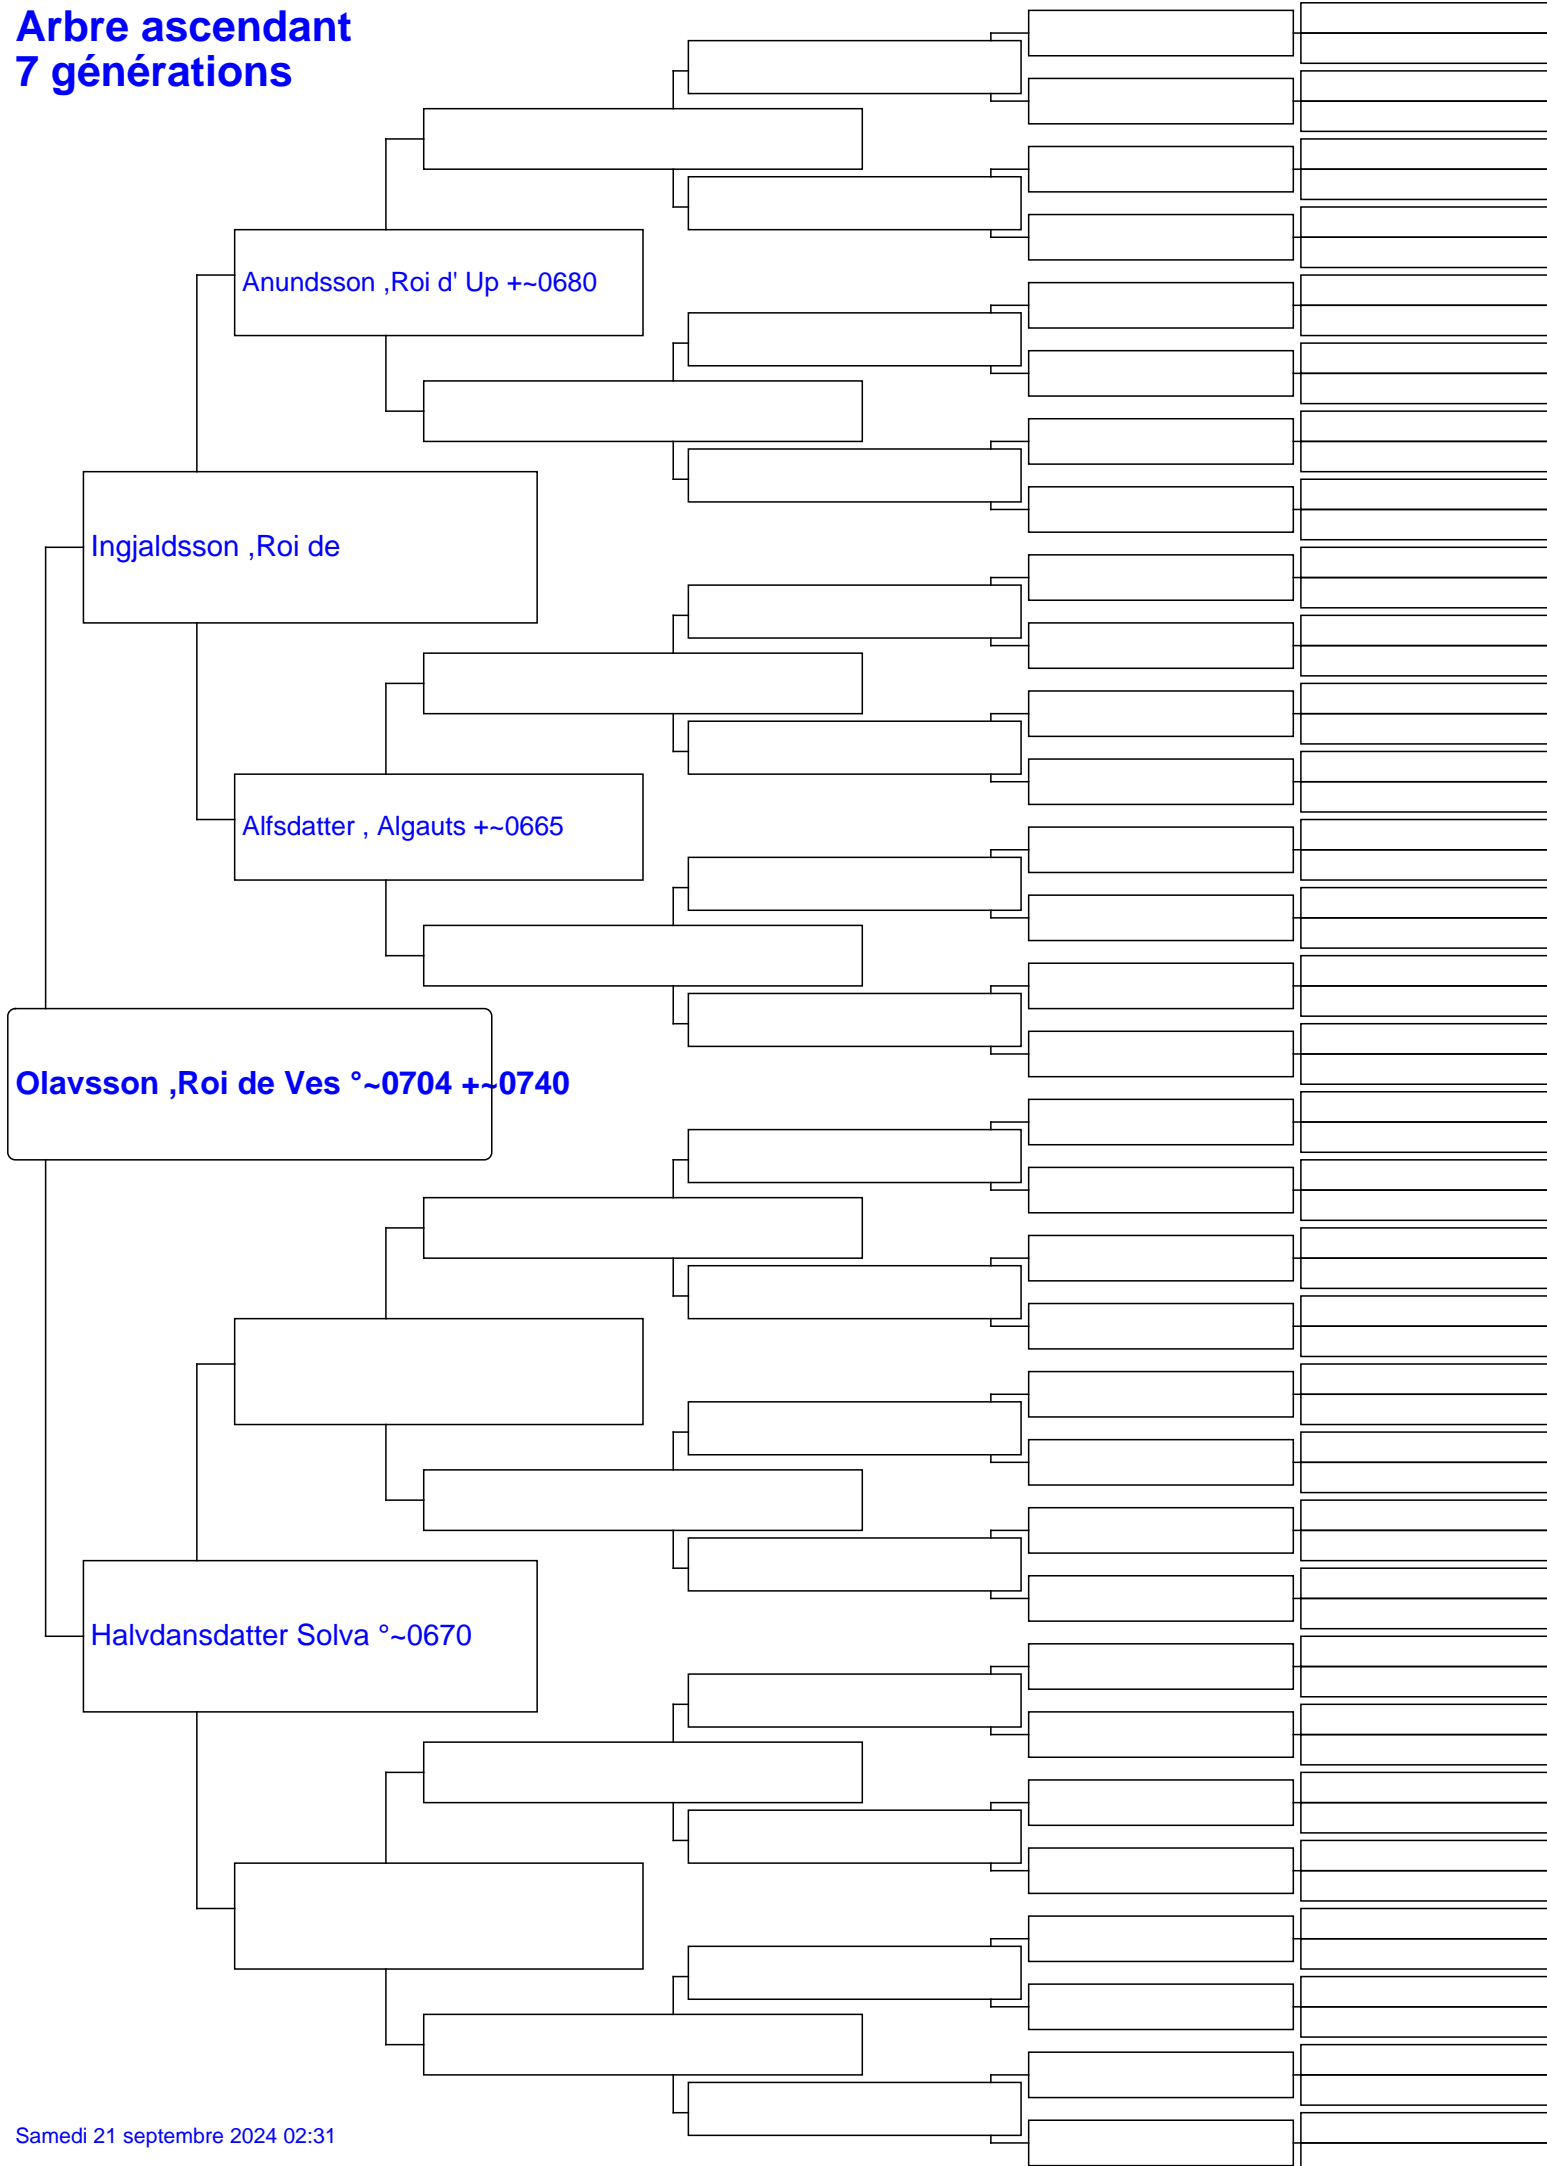 Arbre ascendant
7 générations
Anundsson ,Roi d' Up +~0680
Ingjaldsson ,Roi de
Alfsdatter , Algauts +~0665
Olavsson ,Roi de Ves °~0704 +~0740
Halvdansdatter Solva °~0670
Samedi 21 septembre 2024 02:31